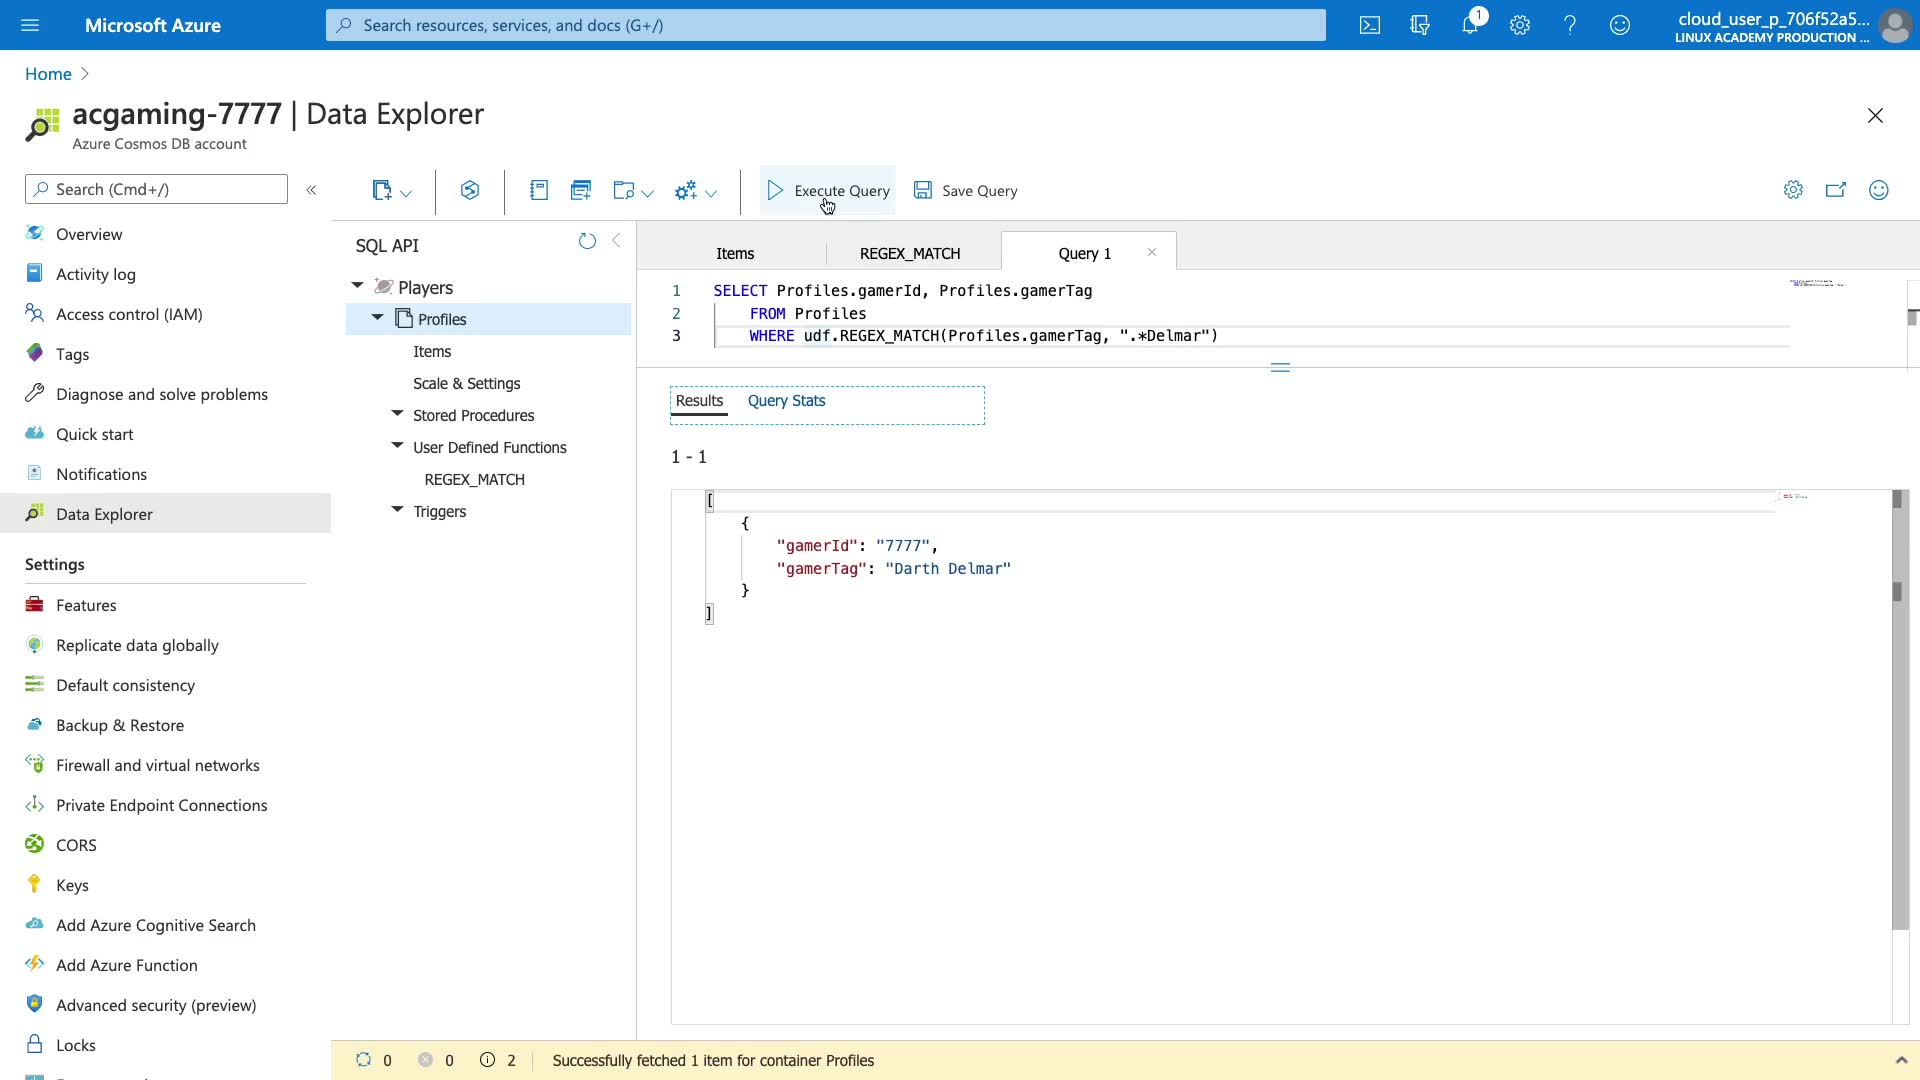 Microsoft Azure
Search resources, services, and docs (G+/)
1
cloud_user_p_706f52a5...
LINUX ACADEMY PRODUCTION ...
Home
acgaming-7777 | Data Explorer
Azure Cosmos DB account
Search (Cmd+/)
«
Execute Query
Save Query
Overview
Activity log
Access control (IAM)
Tags
Diagnose and solve problems
Quick start
Notifications
Data Explorer
Settings
Features
Replicate data globally
Default consistency
Backup & Restore
Firewall and virtual networks
Private Endpoint Connections
CORS
Keys
Add Azure Cognitive Search
Add Azure Function
Advanced security (preview)
Locks
SQL API
Players
Profiles
Items
Scale & Settings
Stored Procedures
User Defined Functions
REGEX_MATCH
Triggers
Items
REGEX_MATCH
Query 1
1 SELECT Profiles.gamerId, Profiles.gamerTag
2 FROM Profiles
3 WHERE udf.REGEX_MATCH(Profiles.gamerTag, ".*Delmar")
Results
Query Stats
1 - 1
[
{
"gamerId": "7777",
"gamerTag": "Darth Delmar"
}
]
0
0
2
Successfully fetched 1 item for container Profiles